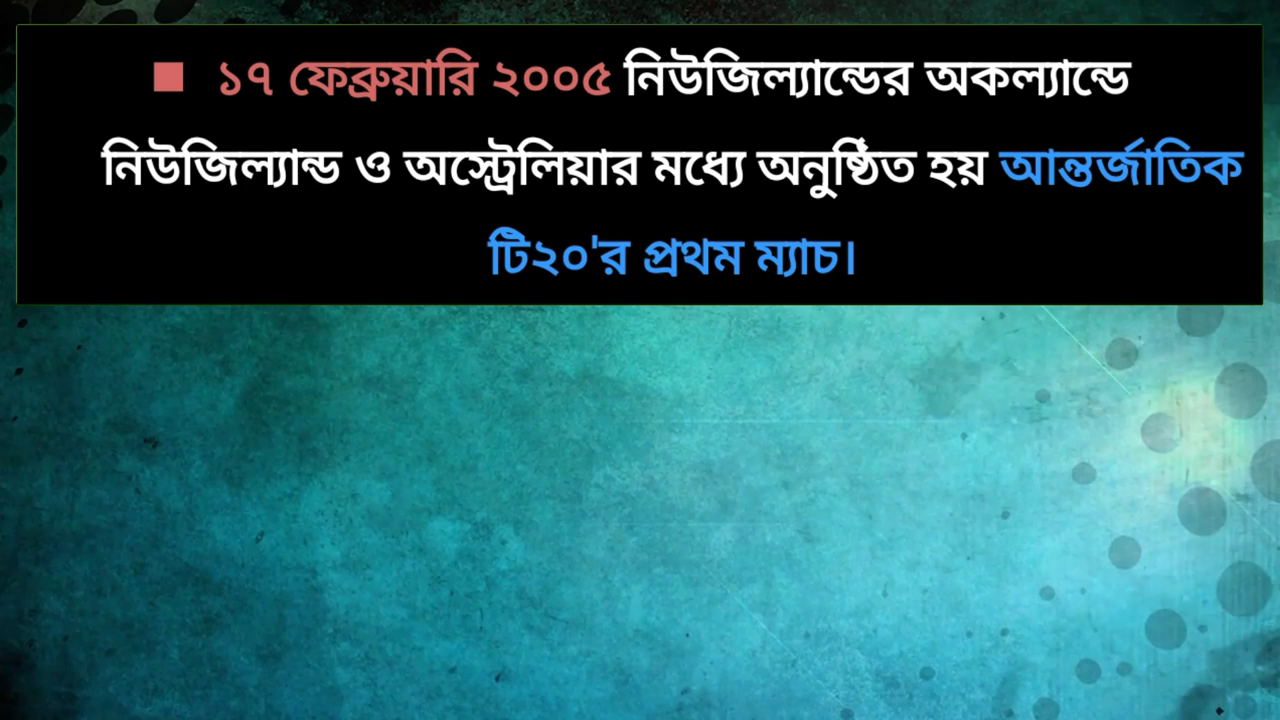 ■ ১৭ ফেব্রুয়ারি ২০০৫ নিউজিল্যান্ডের অকল্যান্ডে
নিউজিল্যান্ড ও অস্ট্রেলিয়ার মধ্যে অনুষ্ঠিত হয় আন্তর্জাতিক
টি২০'র প্রথম ম্যাচ।